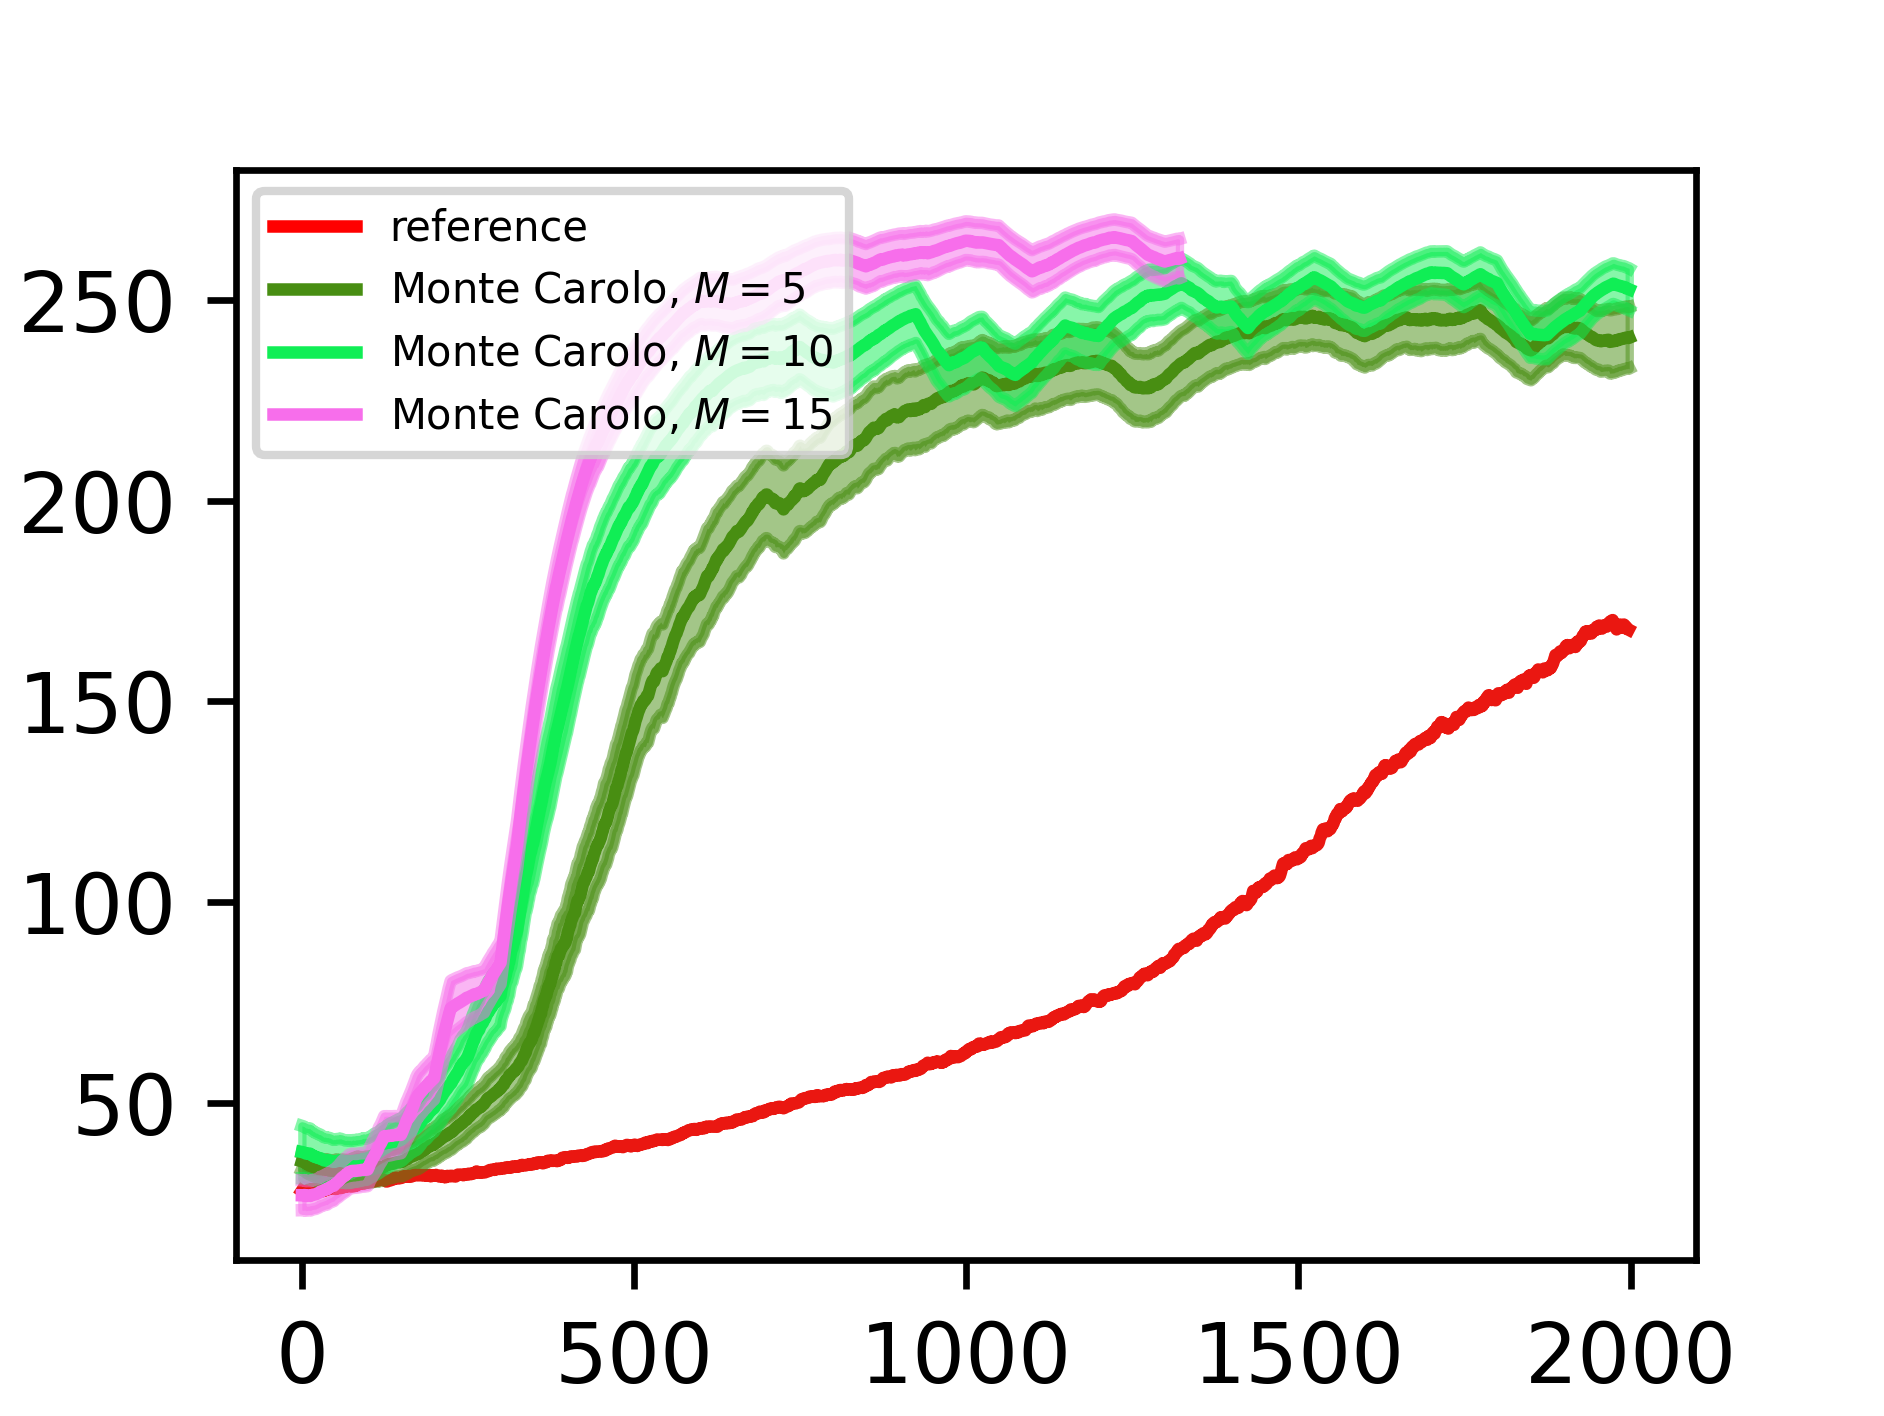 reference
Monte Carolo, M = 5
Monte Carolo, M = 10
Monte Carolo, M = 15
250
200
150
100
50
0 500 1000 1500 2000